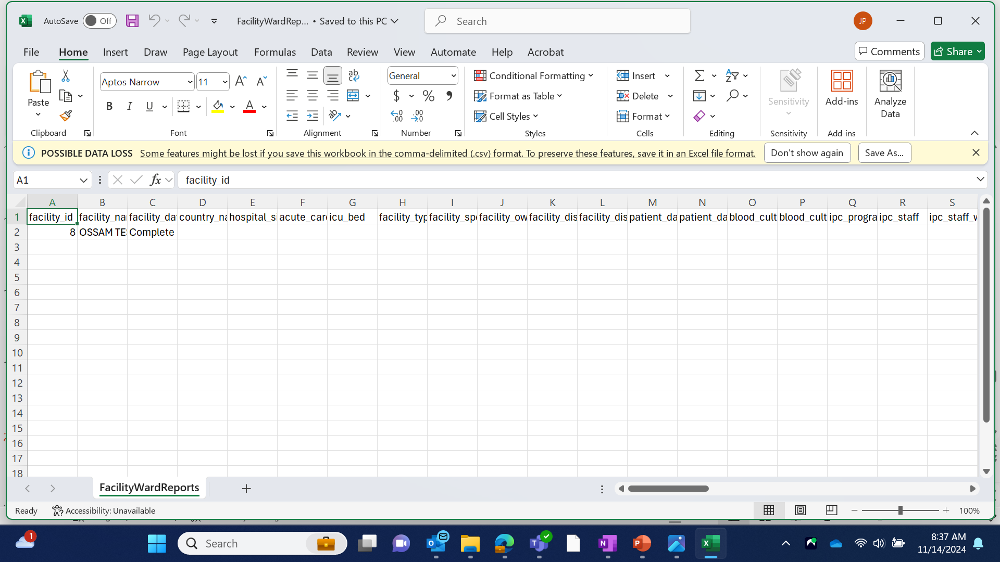 AutoSave Off FacilityWardRep... • Saved to this PC Search JP
File Home Insert Draw Page Layout Formulas Data Review View Automate Help Acrobat Comments Share
Paste Aptos Narrow 11 General Conditional Formatting Format as Table Cell Styles Insert Delete Format Sensitivity Add-ins Analyze Data
Clipboard Font Alignment Number Styles Cells Editing Sensitivity Add-ins
POSSIBLE DATA LOSS Some features might be lost if you save this workbook in the comma-delimited (.csv) format. To preserve these features, save it in an Excel file format. Don't show again Save As...
A1 fx facility_id
A B C D E F G H I J K L M N O P Q R S
1 facility_id facility_na facility_dat country_na hospital_si acute_care icu_bed facility_typ facility_spe facility_ow facility_dis facility_dis patient_da patient_da blood_cult blood_cult ipc_progra ipc_staff ipc_staff_w
2 8 OSSAM TES Complete
3
4
5
6
7
8
9
10
11
12
13
14
15
16
17
18
FacilityWardReports
Ready Accessibility: Unavailable 100%
1 Search 8:37 AM
11/14/2024